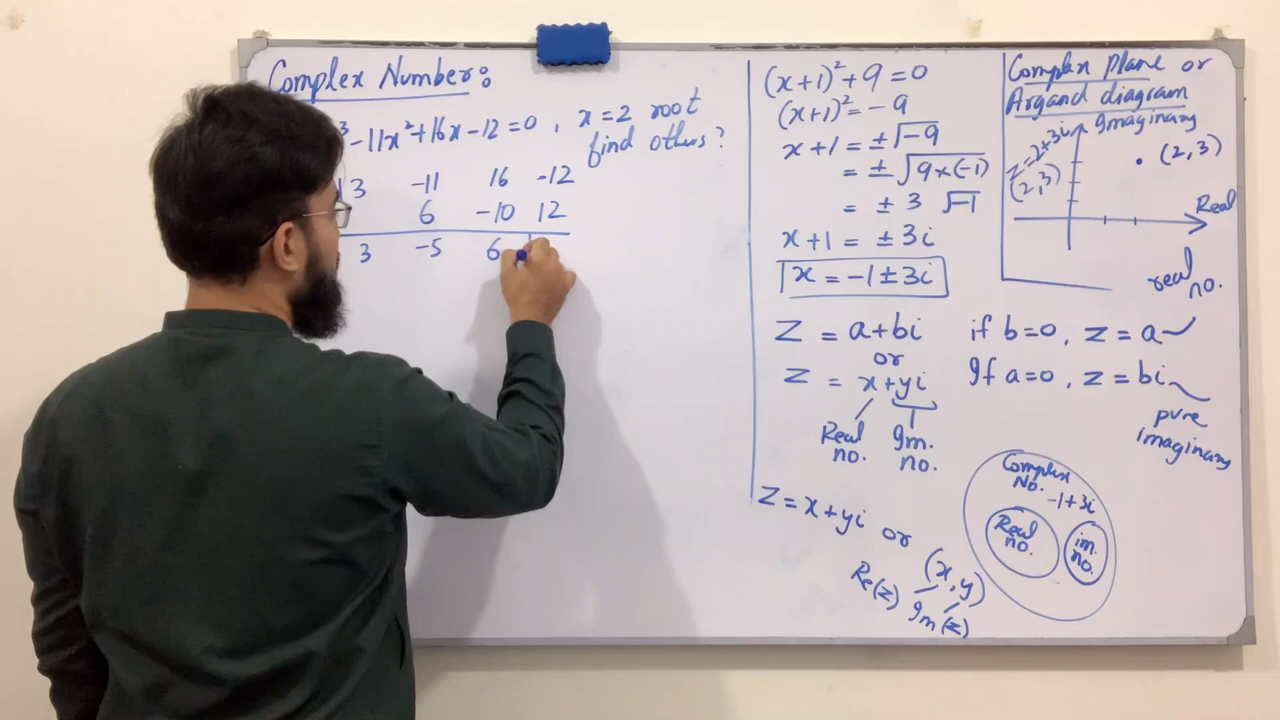 Complex Number:
³-11x²+16x-12=0, x=2 root
find others?
3 -11 16 -12
6 -10 12
3 -5 6
(x+1)²+9=0
(x+1)²=-9
x+1=±√-9
=±√9×(-1)
=±3 √-1
x+1=±3i
x=-1±3i
Z=a+bi if b=0, z=a
or
Z=x+yi If a=0, z=bi
Real no. Im. no.
pure imaginary
Z=x+yi or (x,y)
Re(z) Im(z)
Complex Plane or
Argand diagram
Imaginary
Z=2+3i
(2,3)
(2,3)
Real
real no.
Complex No.
-1+3i
Real no.
im. no.